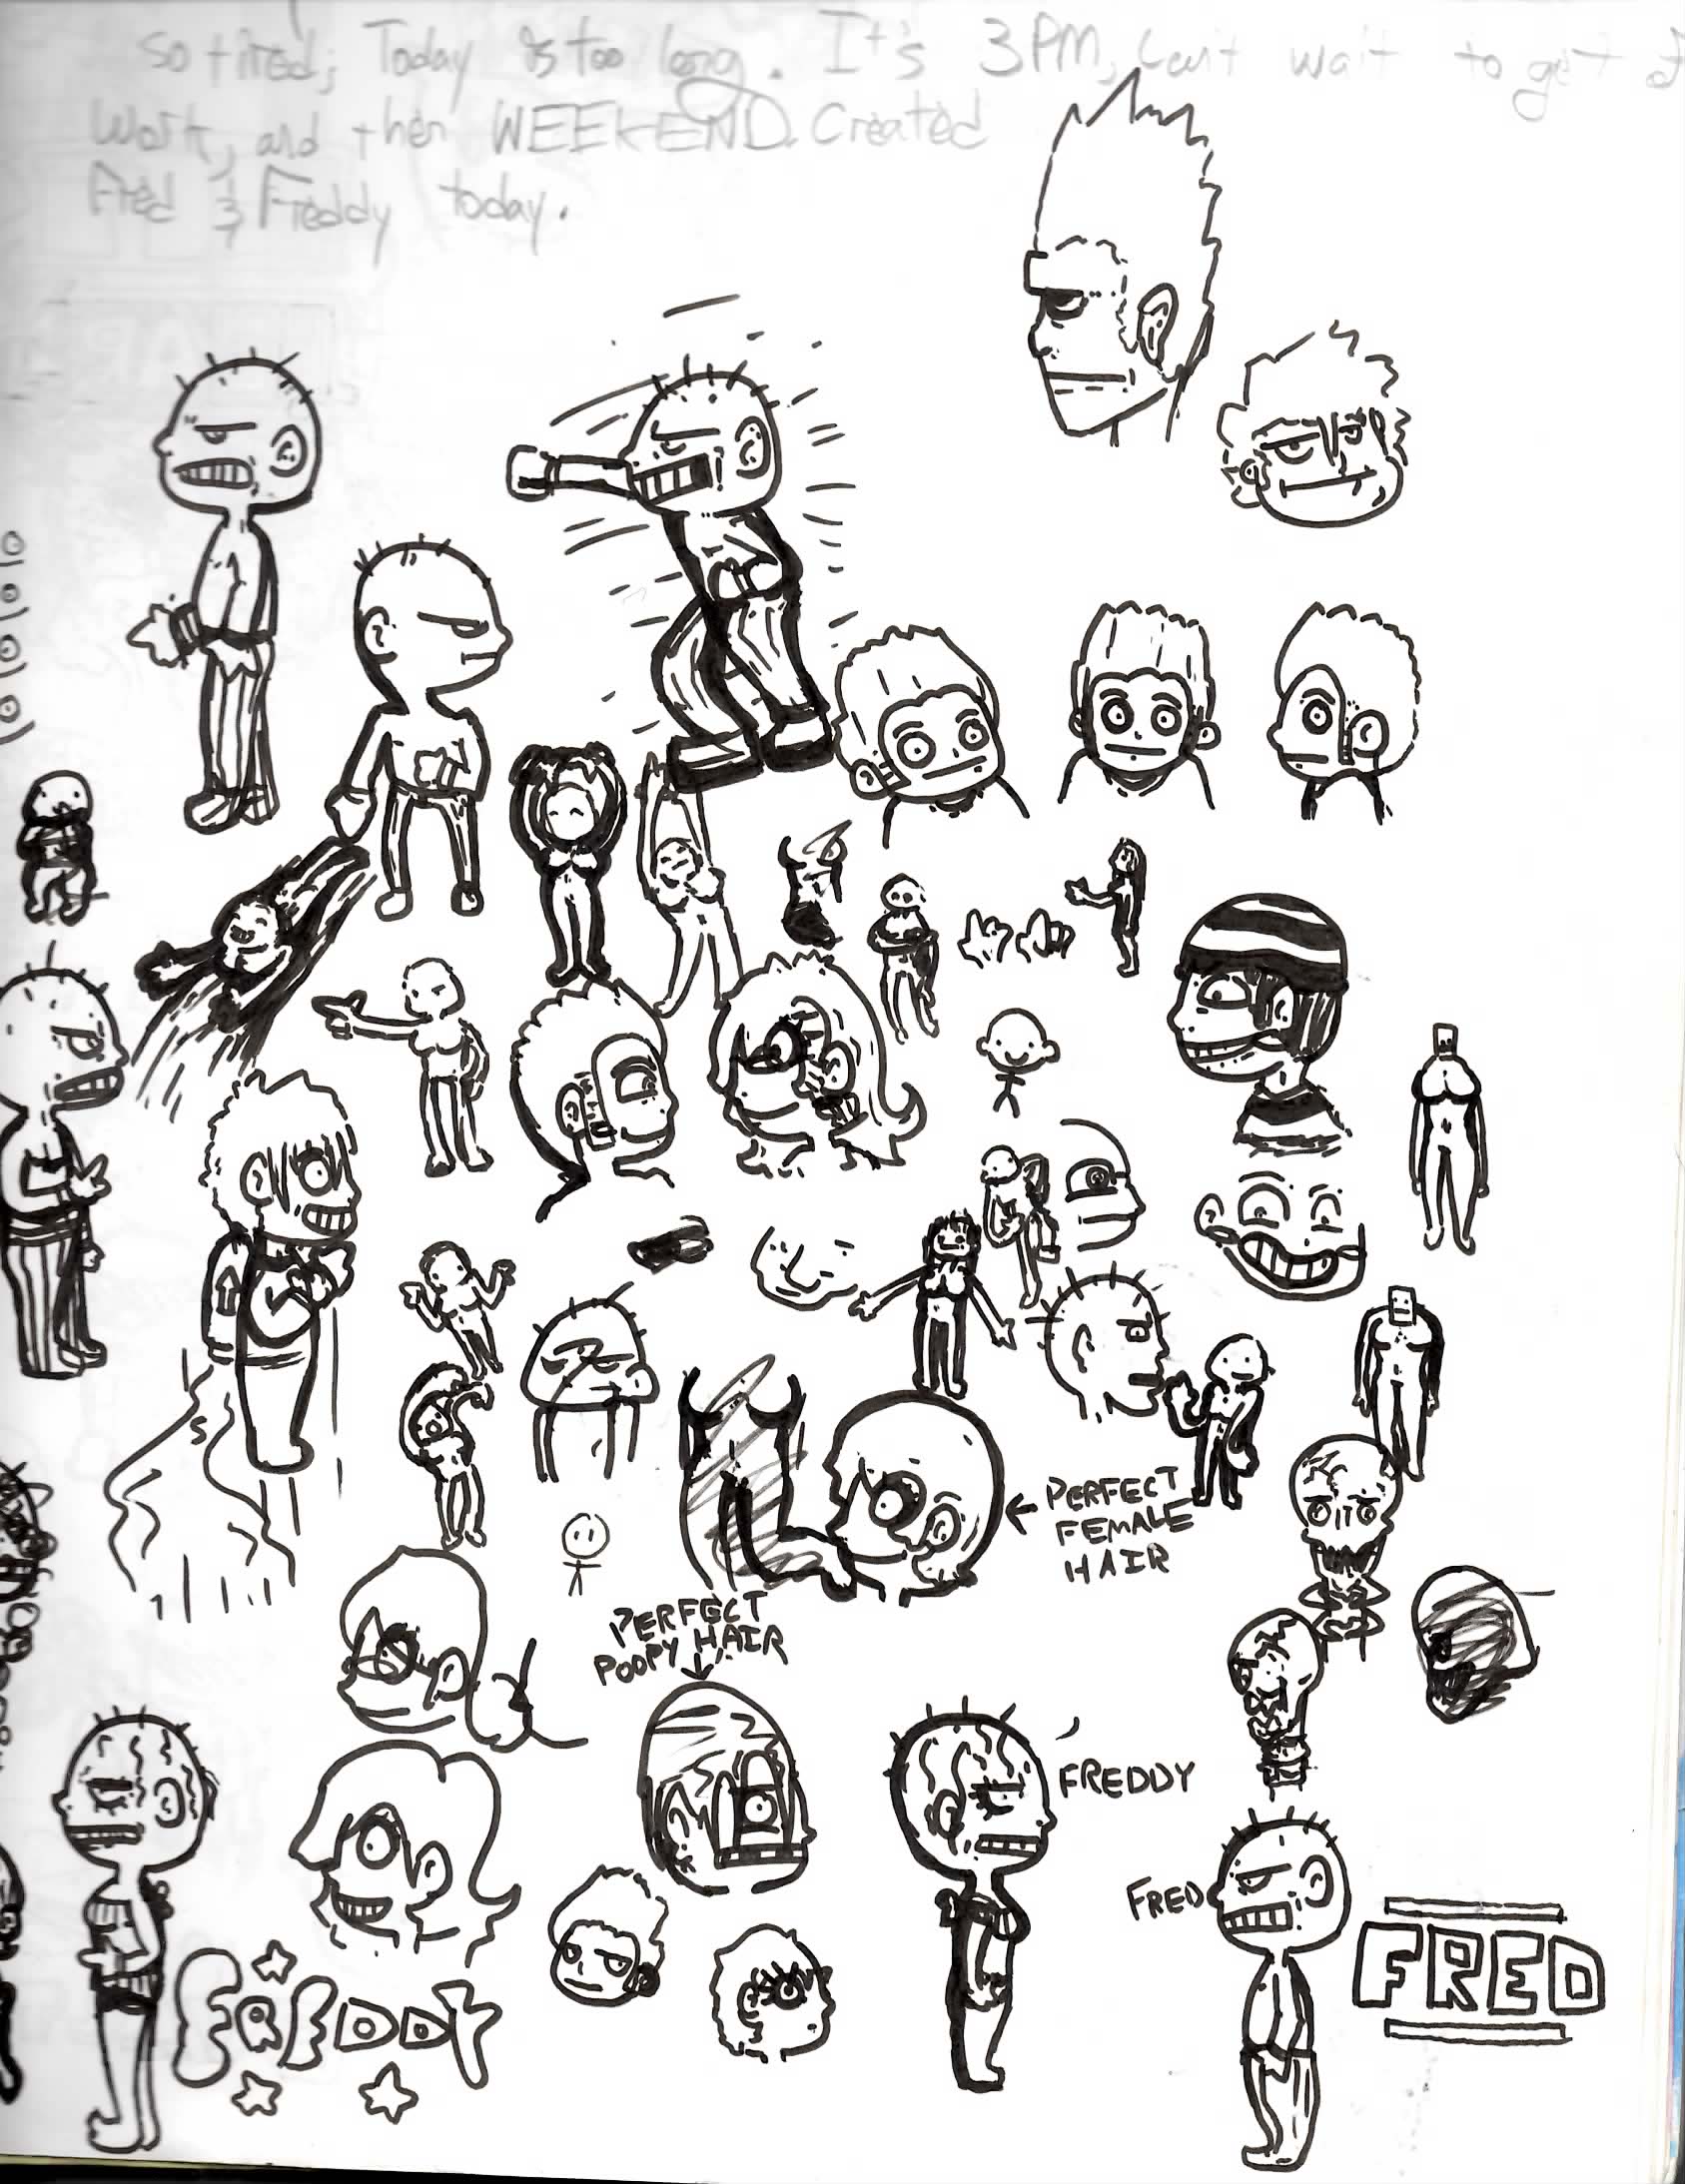 So tired; Today is too long. It's 3PM, can't wait to get
work, and then WEEKEND. Created
Fred & Freddy today.
PERFECT
FEMALE
HAIR
PERFECT
POOPY HAIR
FREDDY
FRED
FRED
FREDDY